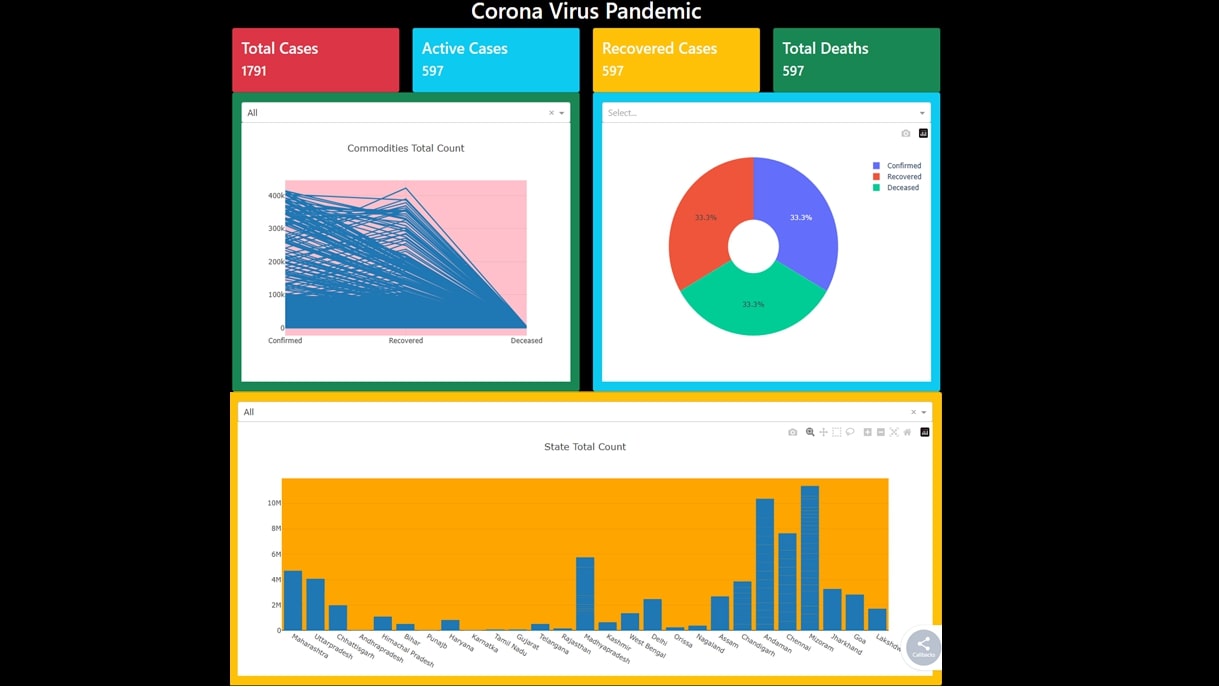 Corona Virus Pandemic
Total Cases
1791
Active Cases
597
Recovered Cases
597
Total Deaths
597
All
Commodities Total Count
400k
300k
200k
100k
0
Confirmed Recovered Deceased
Select...
Confirmed
Recovered
Deceased
33.3%
33.3%
33.3%
All
State Total Count
10M
8M
6M
4M
2M
0
Maharashtra
Uttarpradesh
Chhattisgarh
Andhrapradesh
Himachal Pradesh
Bihar
Punajb
Haryana
Karnatka
Tamil Nadu
Gujarat
Telangana
Rajasthan
Madhyapradesh
Kashmir
West Bengal
Delhi
Orissa
Nagaland
Assam
Chandigarh
Andaman
Chennai
Mizoram
Jharkhand
Goa
Lakshdw
Callbacks